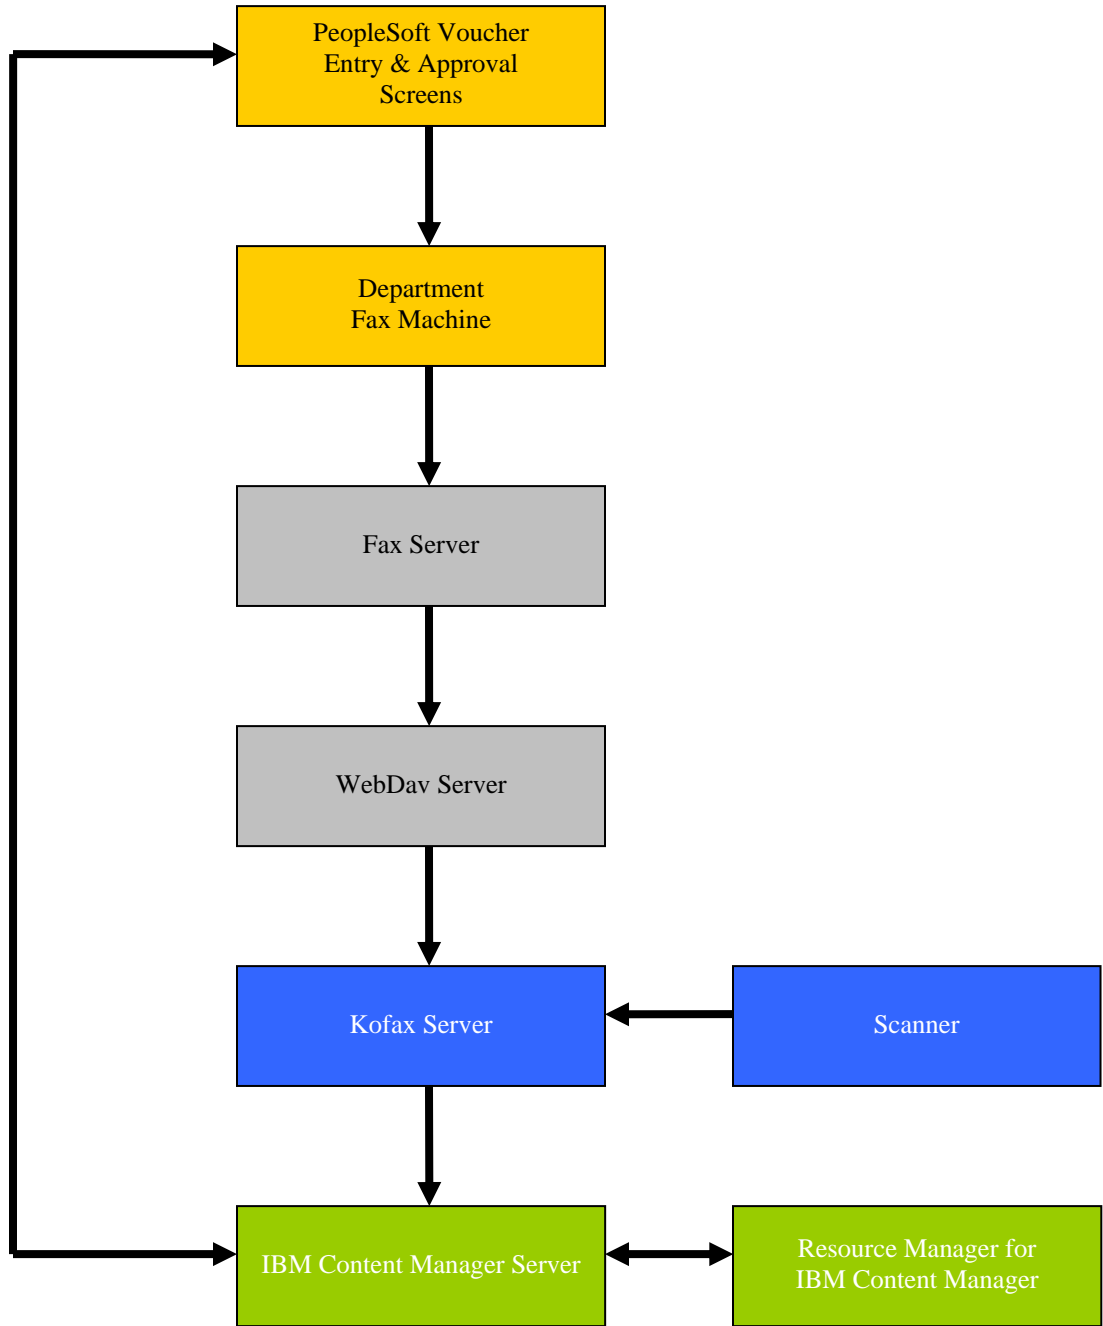 PeopleSoft Voucher
Entry & Approval
Screens
Department
Fax Machine
Fax Server
WebDav Server
Kofax Server
Scanner
IBM Content Manager Server
Resource Manager for
IBM Content Manager